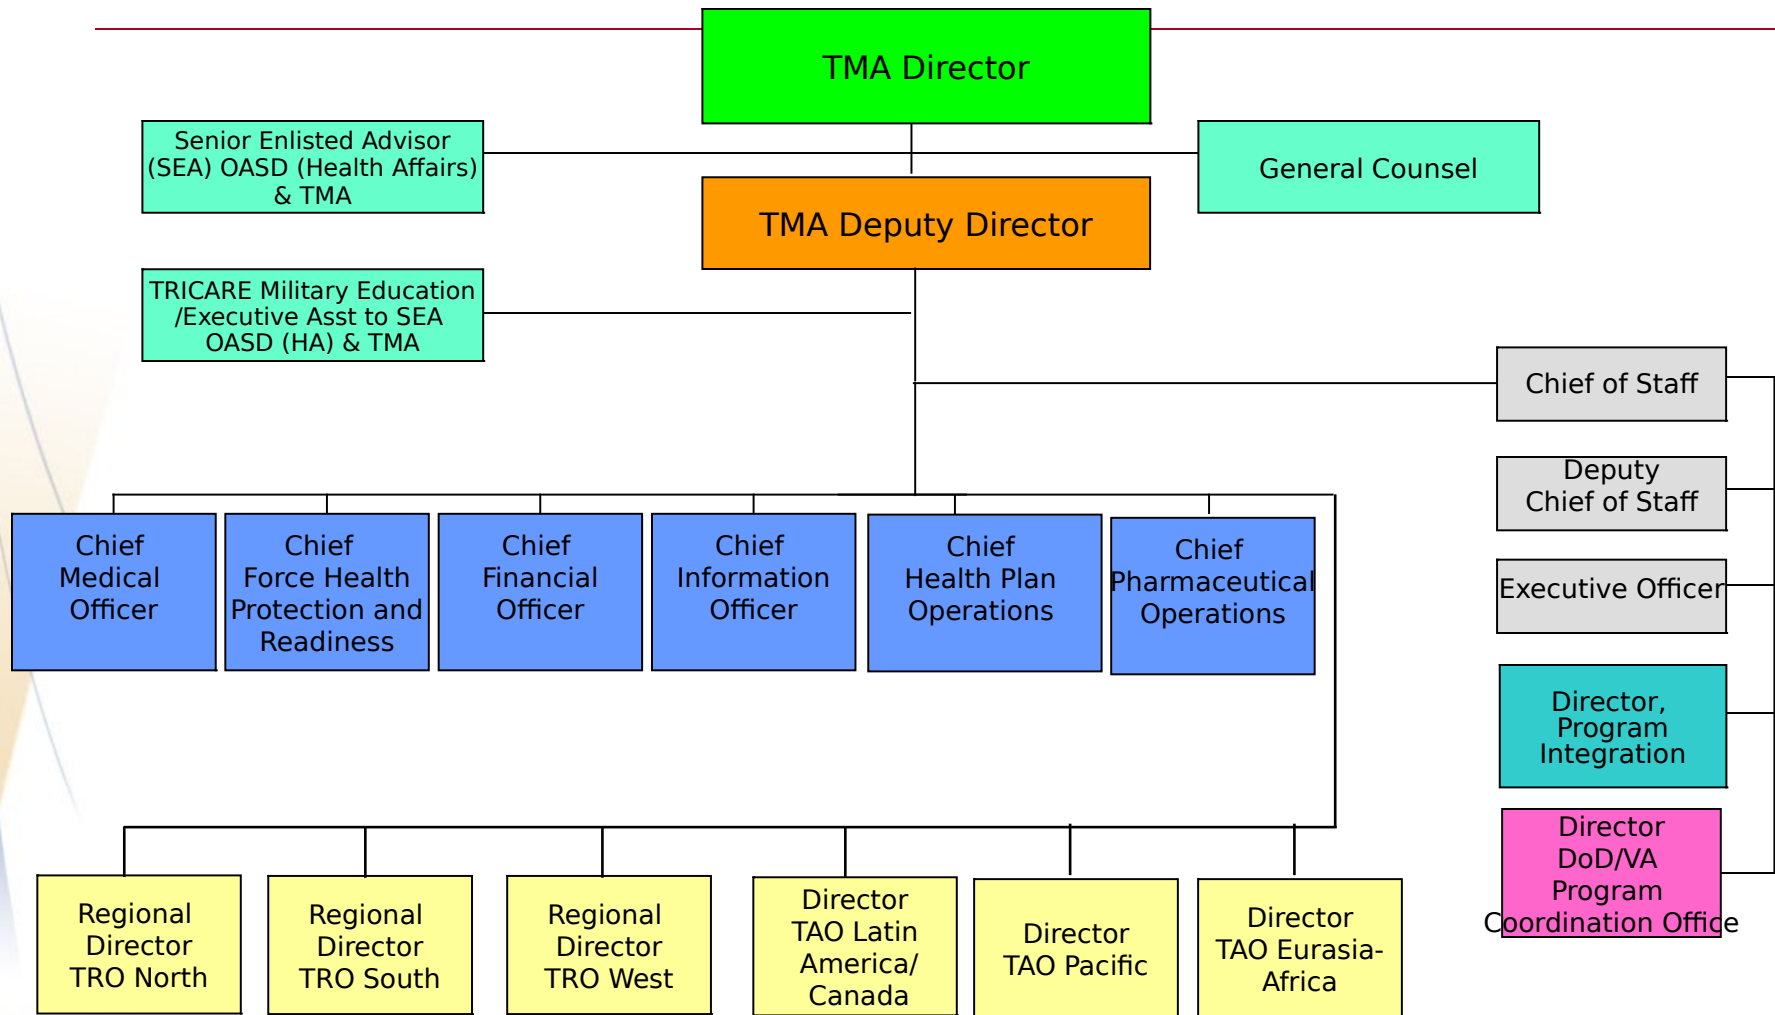 TMA Director
Senior Enlisted Advisor
(SEA) OASD (Health Affairs)
& TMA
General Counsel
TMA Deputy Director
TRICARE Military Education
/Executive Asst to SEA
OASD (HA) & TMA
Chief of Staff
Deputy
Chief of Staff
Executive Officer
Director,
Program
Integration
Director
DoD/VA
Program
Coordination Office
Chief
Medical
Officer
Chief
Force Health
Protection and
Readiness
Chief
Financial
Officer
Chief
Information
Officer
Chief
Health Plan
Operations
Chief
Pharmaceutical
Operations
Regional
Director
TRO North
Regional
Director
TRO South
Regional
Director
TRO West
Director
TAO Latin
America/
Canada
Director
TAO Pacific
Director
TAO Eurasia-
Africa